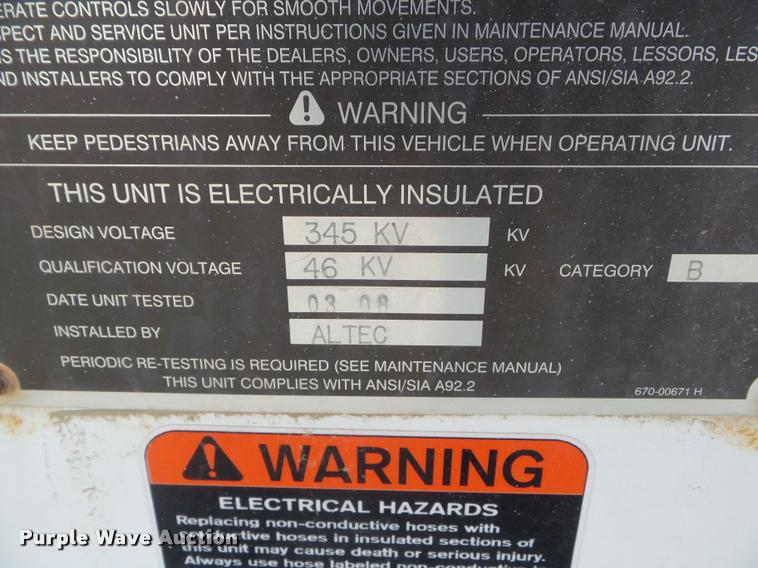 ERATE CONTROLS SLOWLY FOR SMOOTH MOVEMENTS.
SPECT AND SERVICE UNIT PER INSTRUCTIONS GIVEN IN MAINTENANCE MANUAL.
IS THE RESPONSIBILITY OF THE DEALERS, OWNERS, USERS, OPERATORS, LESSORS, LES
ND INSTALLERS TO COMPLY WITH THE APPROPRIATE SECTIONS OF ANSI/SIA A92.2.
WARNING
KEEP PEDESTRIANS AWAY FROM THIS VEHICLE WHEN OPERATING UNIT.
THIS UNIT IS ELECTRICALLY INSULATED
DESIGN VOLTAGE 345 KV KV
QUALIFICATION VOLTAGE 46 KV KV CATEGORY B
DATE UNIT TESTED 03 08
INSTALLED BY ALTEC
PERIODIC RE-TESTING IS REQUIRED (SEE MAINTENANCE MANUAL)
THIS UNIT COMPLIES WITH ANSI/SIA A92.2
670-00671 H
WARNING
ELECTRICAL HAZARDS
Replacing non-conductive hoses with
conductive hoses in insulated sections of
this unit may cause death or serious injury.
Always use hose labeled non-conductive
Purple Wave Auction